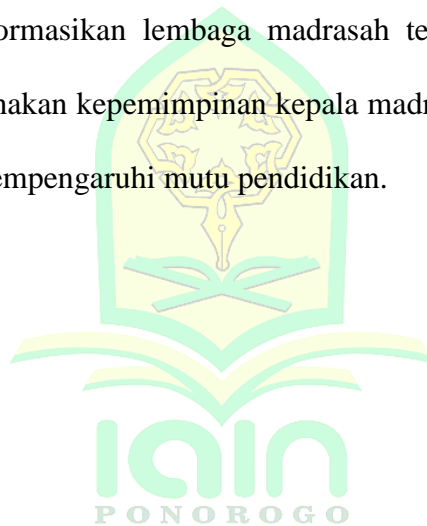 ormasikan lembaga madrasah te
nakan kepemimpinan kepala madr
empengaruhi mutu pendidikan.
iain
PONOROGO